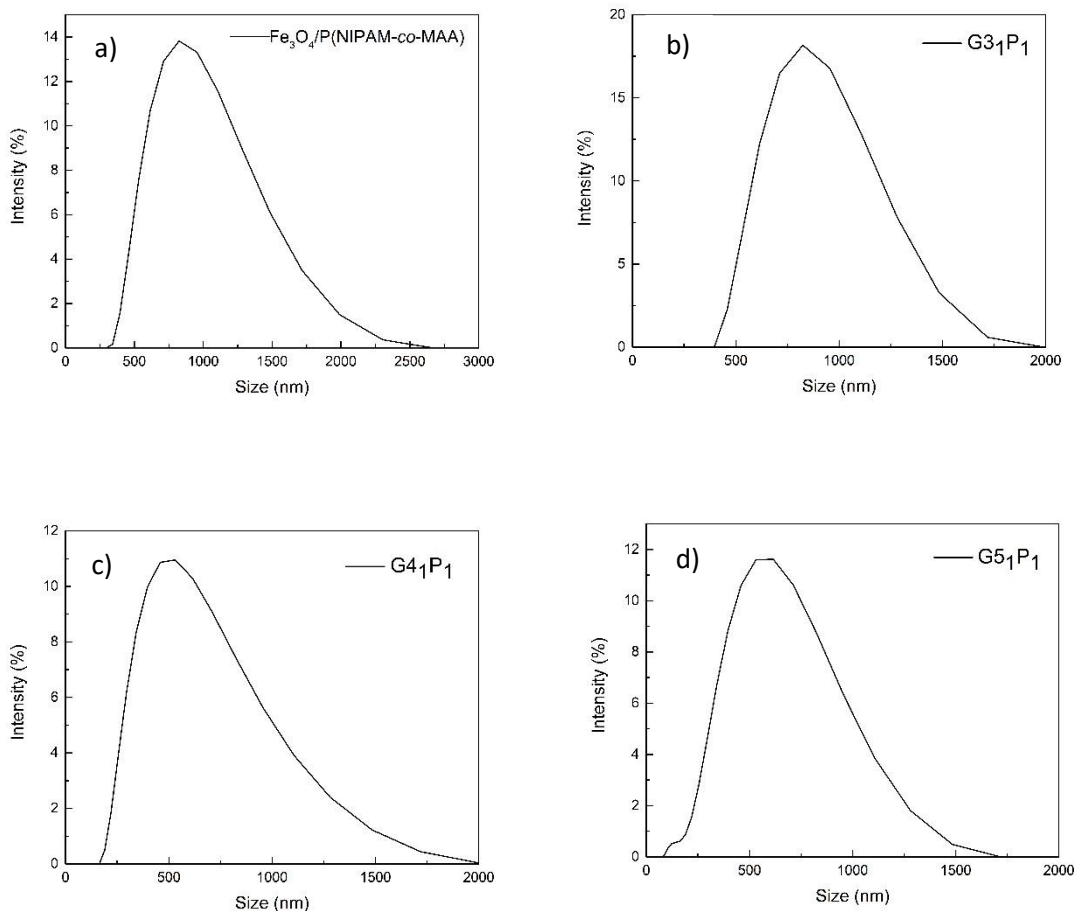 a)
Fe₃O₄/P(NIPAM-co-MAA)
14
12
10
8
6
4
2
0
Intensity (%)
0 500 1000 1500 2000 2500 3000
Size (nm)
b)
G3₁P₁
20
15
10
5
0
Intensity (%)
0 500 1000 1500 2000
Size (nm)
c)
G4₁P₁
12
10
8
6
4
2
0
Intensity (%)
0 500 1000 1500 2000
Size (nm)
d)
G5₁P₁
12
10
8
6
4
2
0
Intensity (%)
0 500 1000 1500 2000
Size (nm)